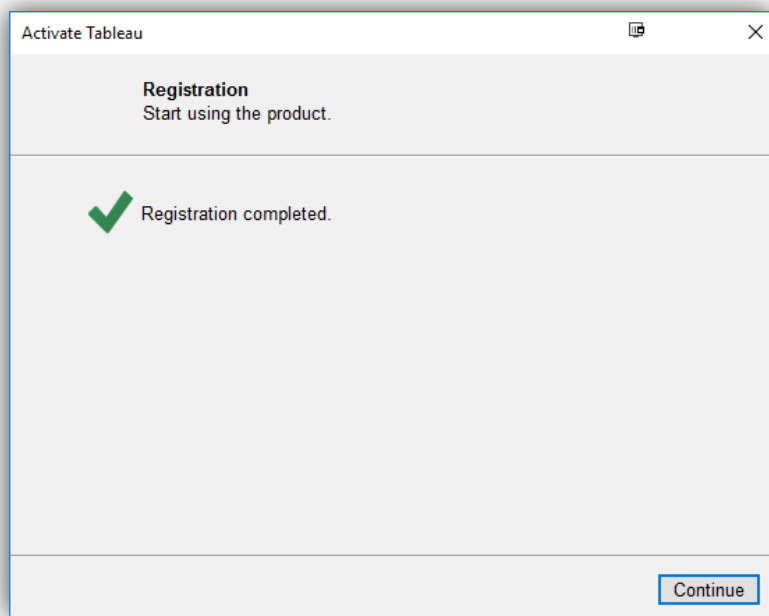 Activate Tableau
Registration
Start using the product.
Registration completed.
Continue